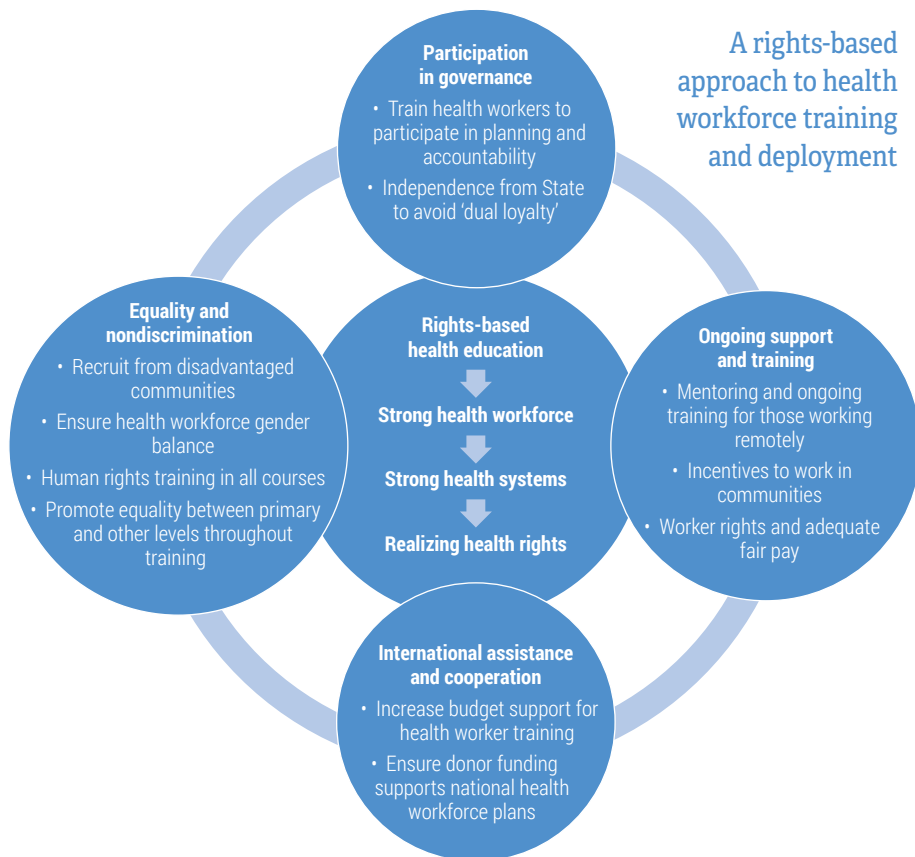 A rights-based
approach to health
workforce training
and deployment
Participation
in governance
• Train health workers to
participate in planning and
accountability
• Independence from State
to avoid ‘dual loyalty’
Equality and
nondiscrimination
• Recruit from disadvantaged
communities
• Ensure health workforce gender
balance
• Human rights training in all courses
• Promote equality between primary
and other levels throughout
training
Rights-based
health education
Strong health workforce
Strong health systems
Realizing health rights
Ongoing support
and training
• Mentoring and ongoing
training for those working
remotely
• Incentives to work in
communities
• Worker rights and adequate
fair pay
International assistance
and cooperation
• Increase budget support for
health worker training
• Ensure donor funding
supports national health
workforce plans